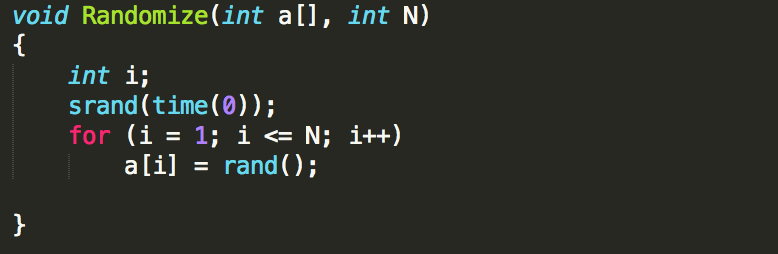 void Randomize(int a[], int N)
{
    int i;
    srand(time(0));
    for (i = 1; i <= N; i++)
        a[i] = rand();

}